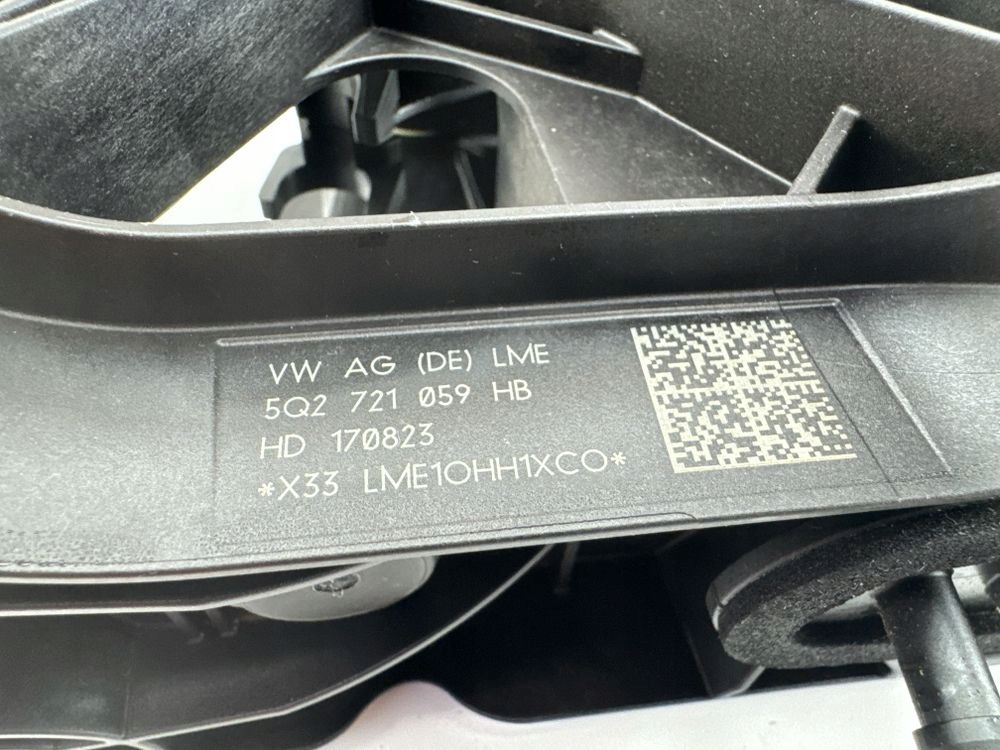 VW AG (DE) LME
5Q2 721 059 HB
HD 170823
*X33 LME1OHH1XCO*